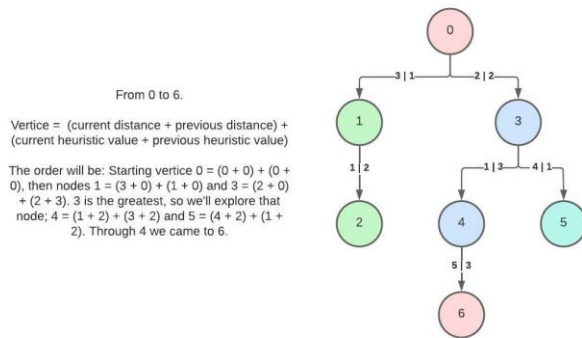 From 0 to 6.
Vertice = (current distance + previous distance) +
(current heuristic value + previous heuristic value)
The order will be: Starting vertice 0 = (0 + 0) + (0 +
0), then nodes 1 = (3 + 0) + (1 + 0) and 3 = (2 + 0)
+ (2 + 3). 3 is the greatest, so we'll explore that
node; 4 = (1 + 2) + (3 + 2) and 5 = (4 + 2) + (1 +
2). Through 4 we came to 6.
0
3 | 1
2 | 2
1
3
1 | 2
1 | 3
4 | 1
2
4
5
5 | 3
6